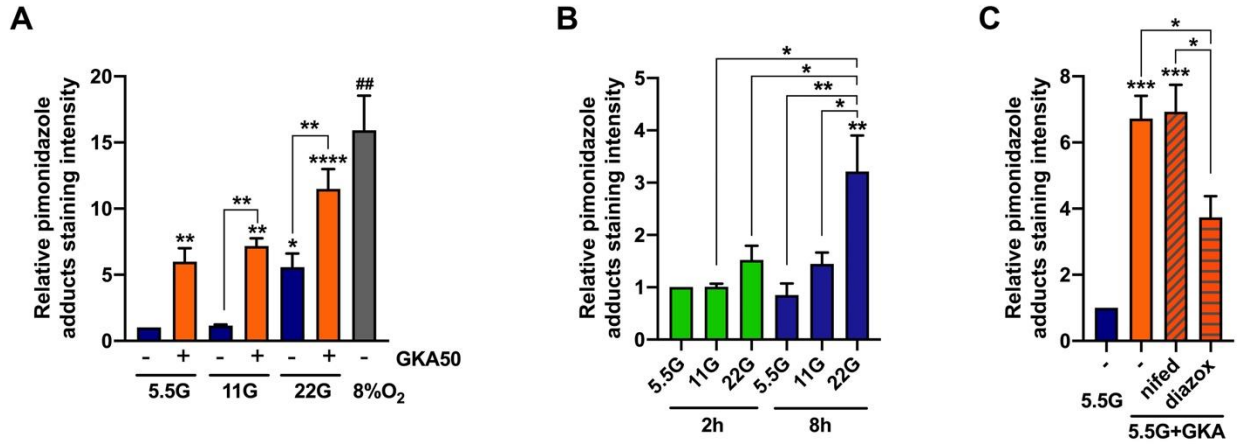 A
Relative pimonidazole
adducts staining intensity
20
15
10
5
0
**
**
**
*
**
****
##
- + - + - + - GKA50
5.5G 11G 22G 8%O₂
B
Relative pimonidazole
adducts staining intensity
5
4
3
2
1
0
*
*
**
*
**
5.5G 11G 22G 5.5G 11G 22G
2h 8h
C
Relative pimonidazole
adducts staining intensity
8
6
4
2
0
*
*
***
***
- - nifed diazox
5.5G
5.5G+GKA